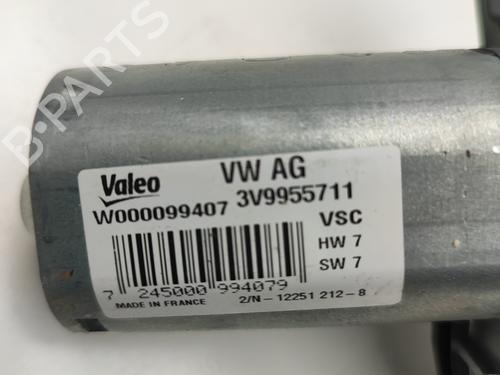 B-PARTS
Valeo VW AG
W000099407 3V9955711
VSC
HW 7
SW 7
7 245000 994079
MADE IN FRANCE 2/N - 12251 212 - 8